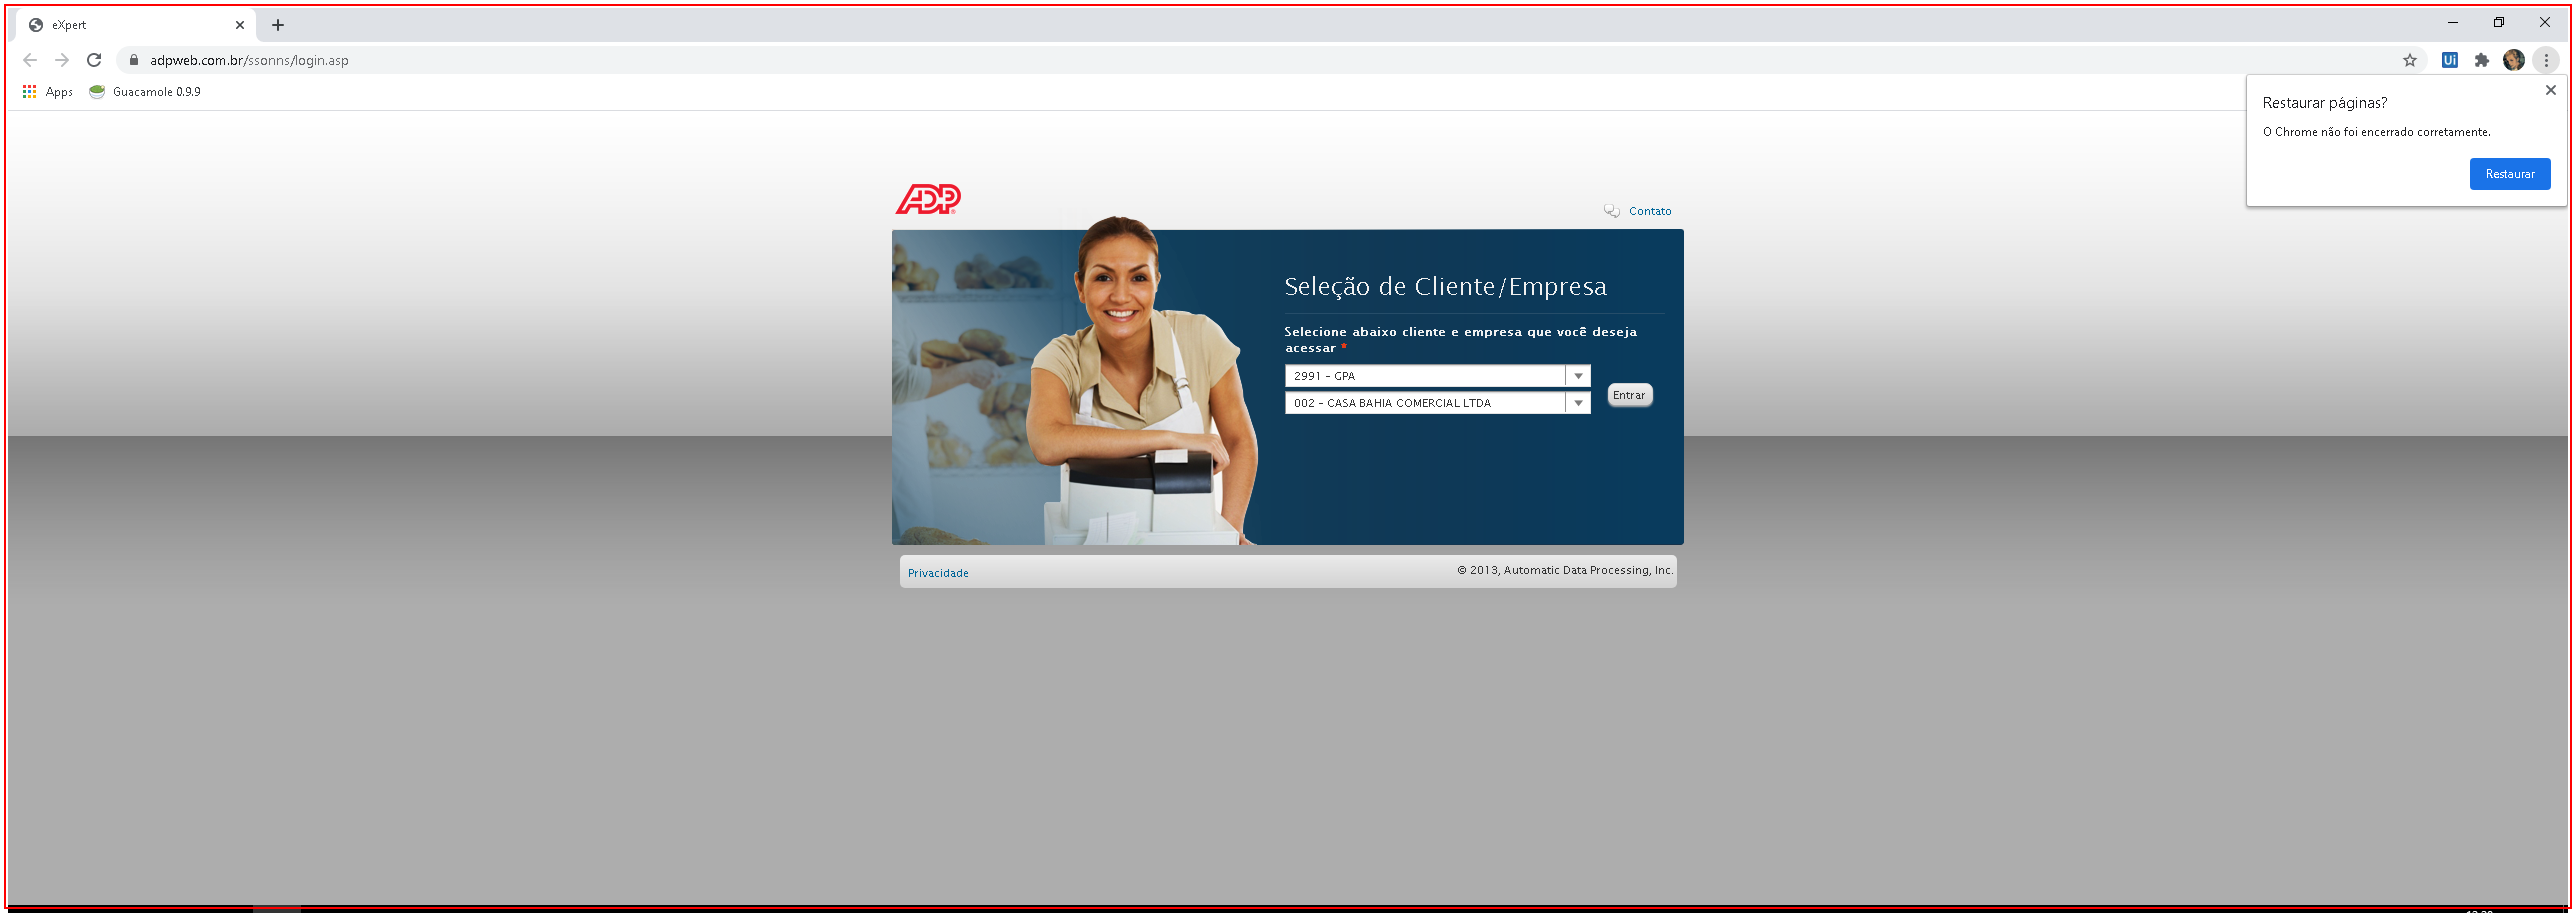 eXpert
adpweb.com.br/ssonns/login.asp
Ui
Apps
Guacamole 0.9.9
Restaurar páginas?
O Chrome não foi encerrado corretamente.
Restaurar
ADP
Contato
Seleção de Cliente/Empresa
Selecione abaixo cliente e empresa que você deseja
acessar *
2991 - GPA
002 - CASA BAHIA COMERCIAL LTDA
Entrar
Privacidade
© 2013, Automatic Data Processing, Inc.